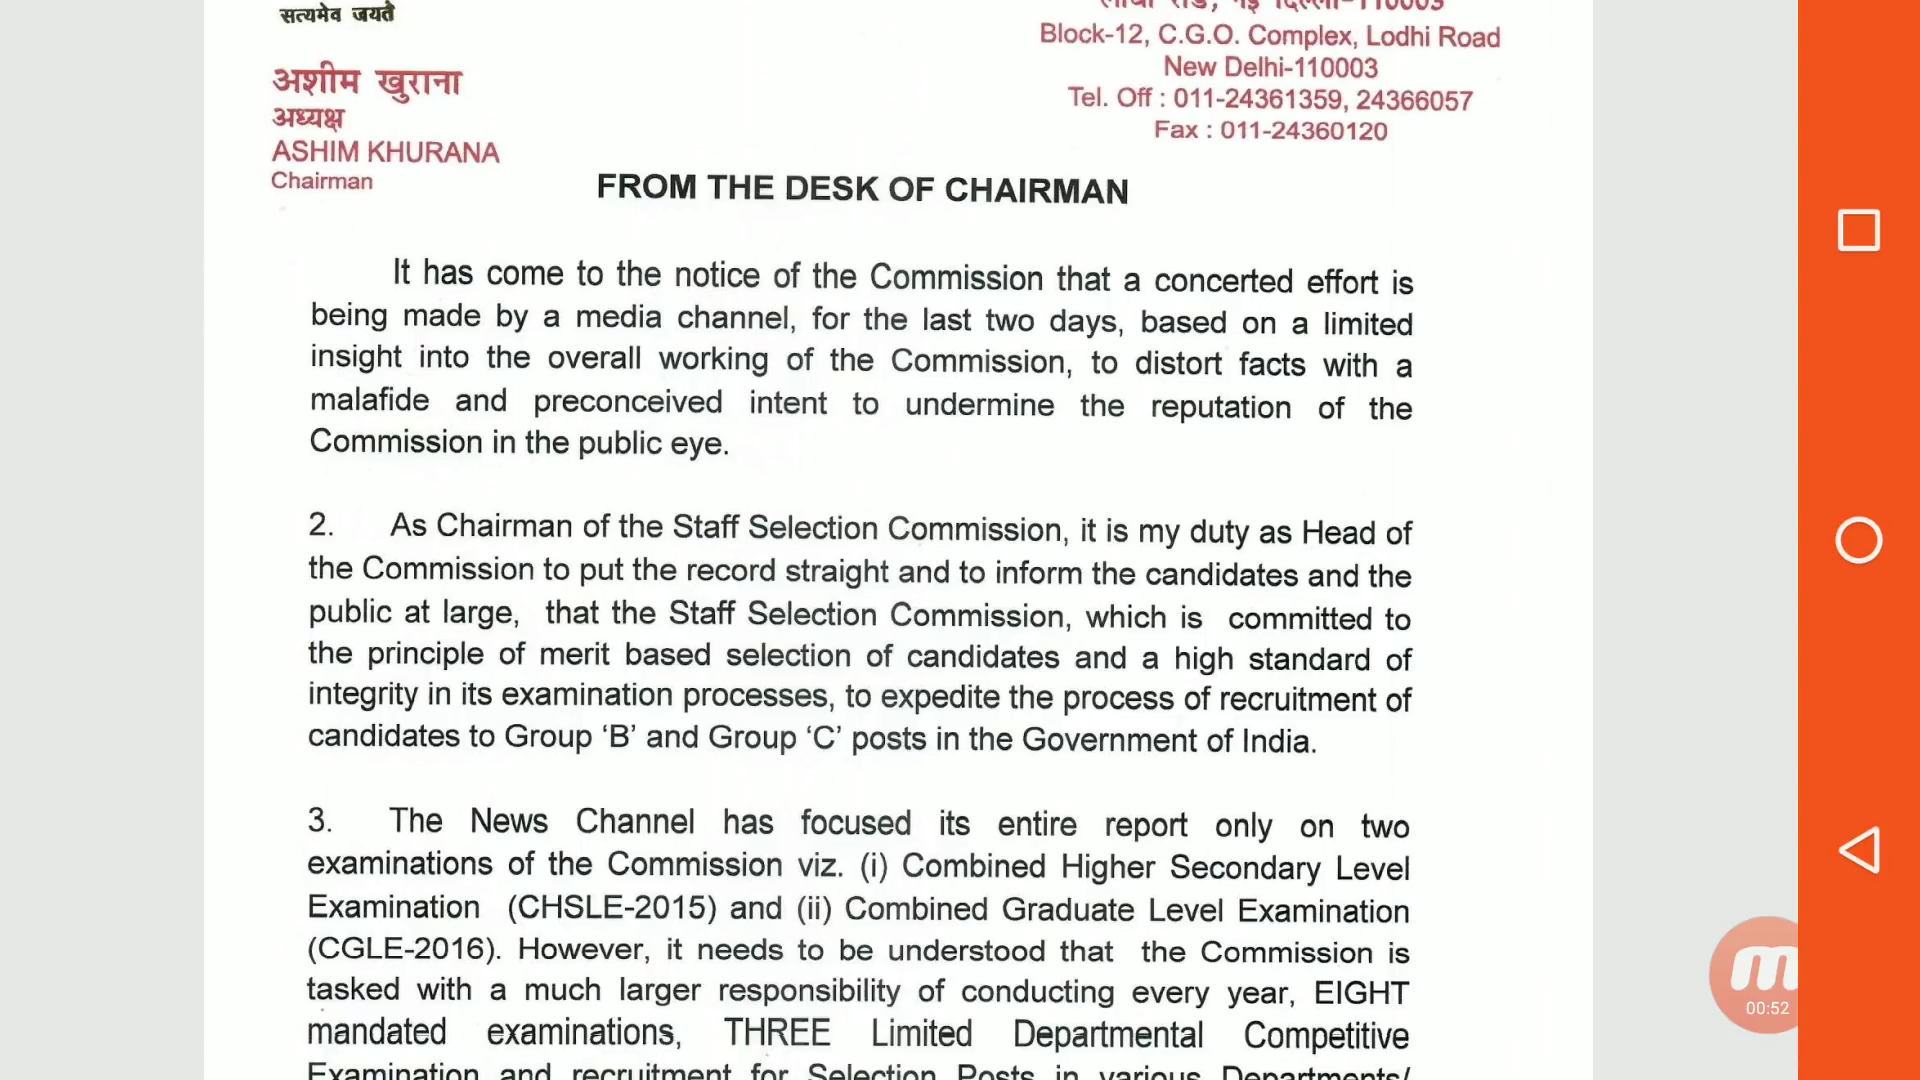 सत्यमेव जयते
अशीम खुराना
अध्यक्ष
ASHIM KHURANA
Chairman
लोधी रोड, नई दिल्ली-110003
Block-12, C.G.O. Complex, Lodhi Road
New Delhi-110003
Tel. Off : 011-24361359, 24366057
Fax : 011-24360120
FROM THE DESK OF CHAIRMAN
It has come to the notice of the Commission that a concerted effort is
being made by a media channel, for the last two days, based on a limited
insight into the overall working of the Commission, to distort facts with a
malafide and preconceived intent to undermine the reputation of the
Commission in the public eye.
2. As Chairman of the Staff Selection Commission, it is my duty as Head of
the Commission to put the record straight and to inform the candidates and the
public at large, that the Staff Selection Commission, which is committed to
the principle of merit based selection of candidates and a high standard of
integrity in its examination processes, to expedite the process of recruitment of
candidates to Group ‘B’ and Group ‘C’ posts in the Government of India.
3. The News Channel has focused its entire report only on two
examinations of the Commission viz. (i) Combined Higher Secondary Level
Examination (CHSLE-2015) and (ii) Combined Graduate Level Examination
(CGLE-2016). However, it needs to be understood that the Commission is
tasked with a much larger responsibility of conducting every year, EIGHT
mandated examinations, THREE Limited Departmental Competitive
Examination and recruitment for Selection Posts in various Departments/
00:52